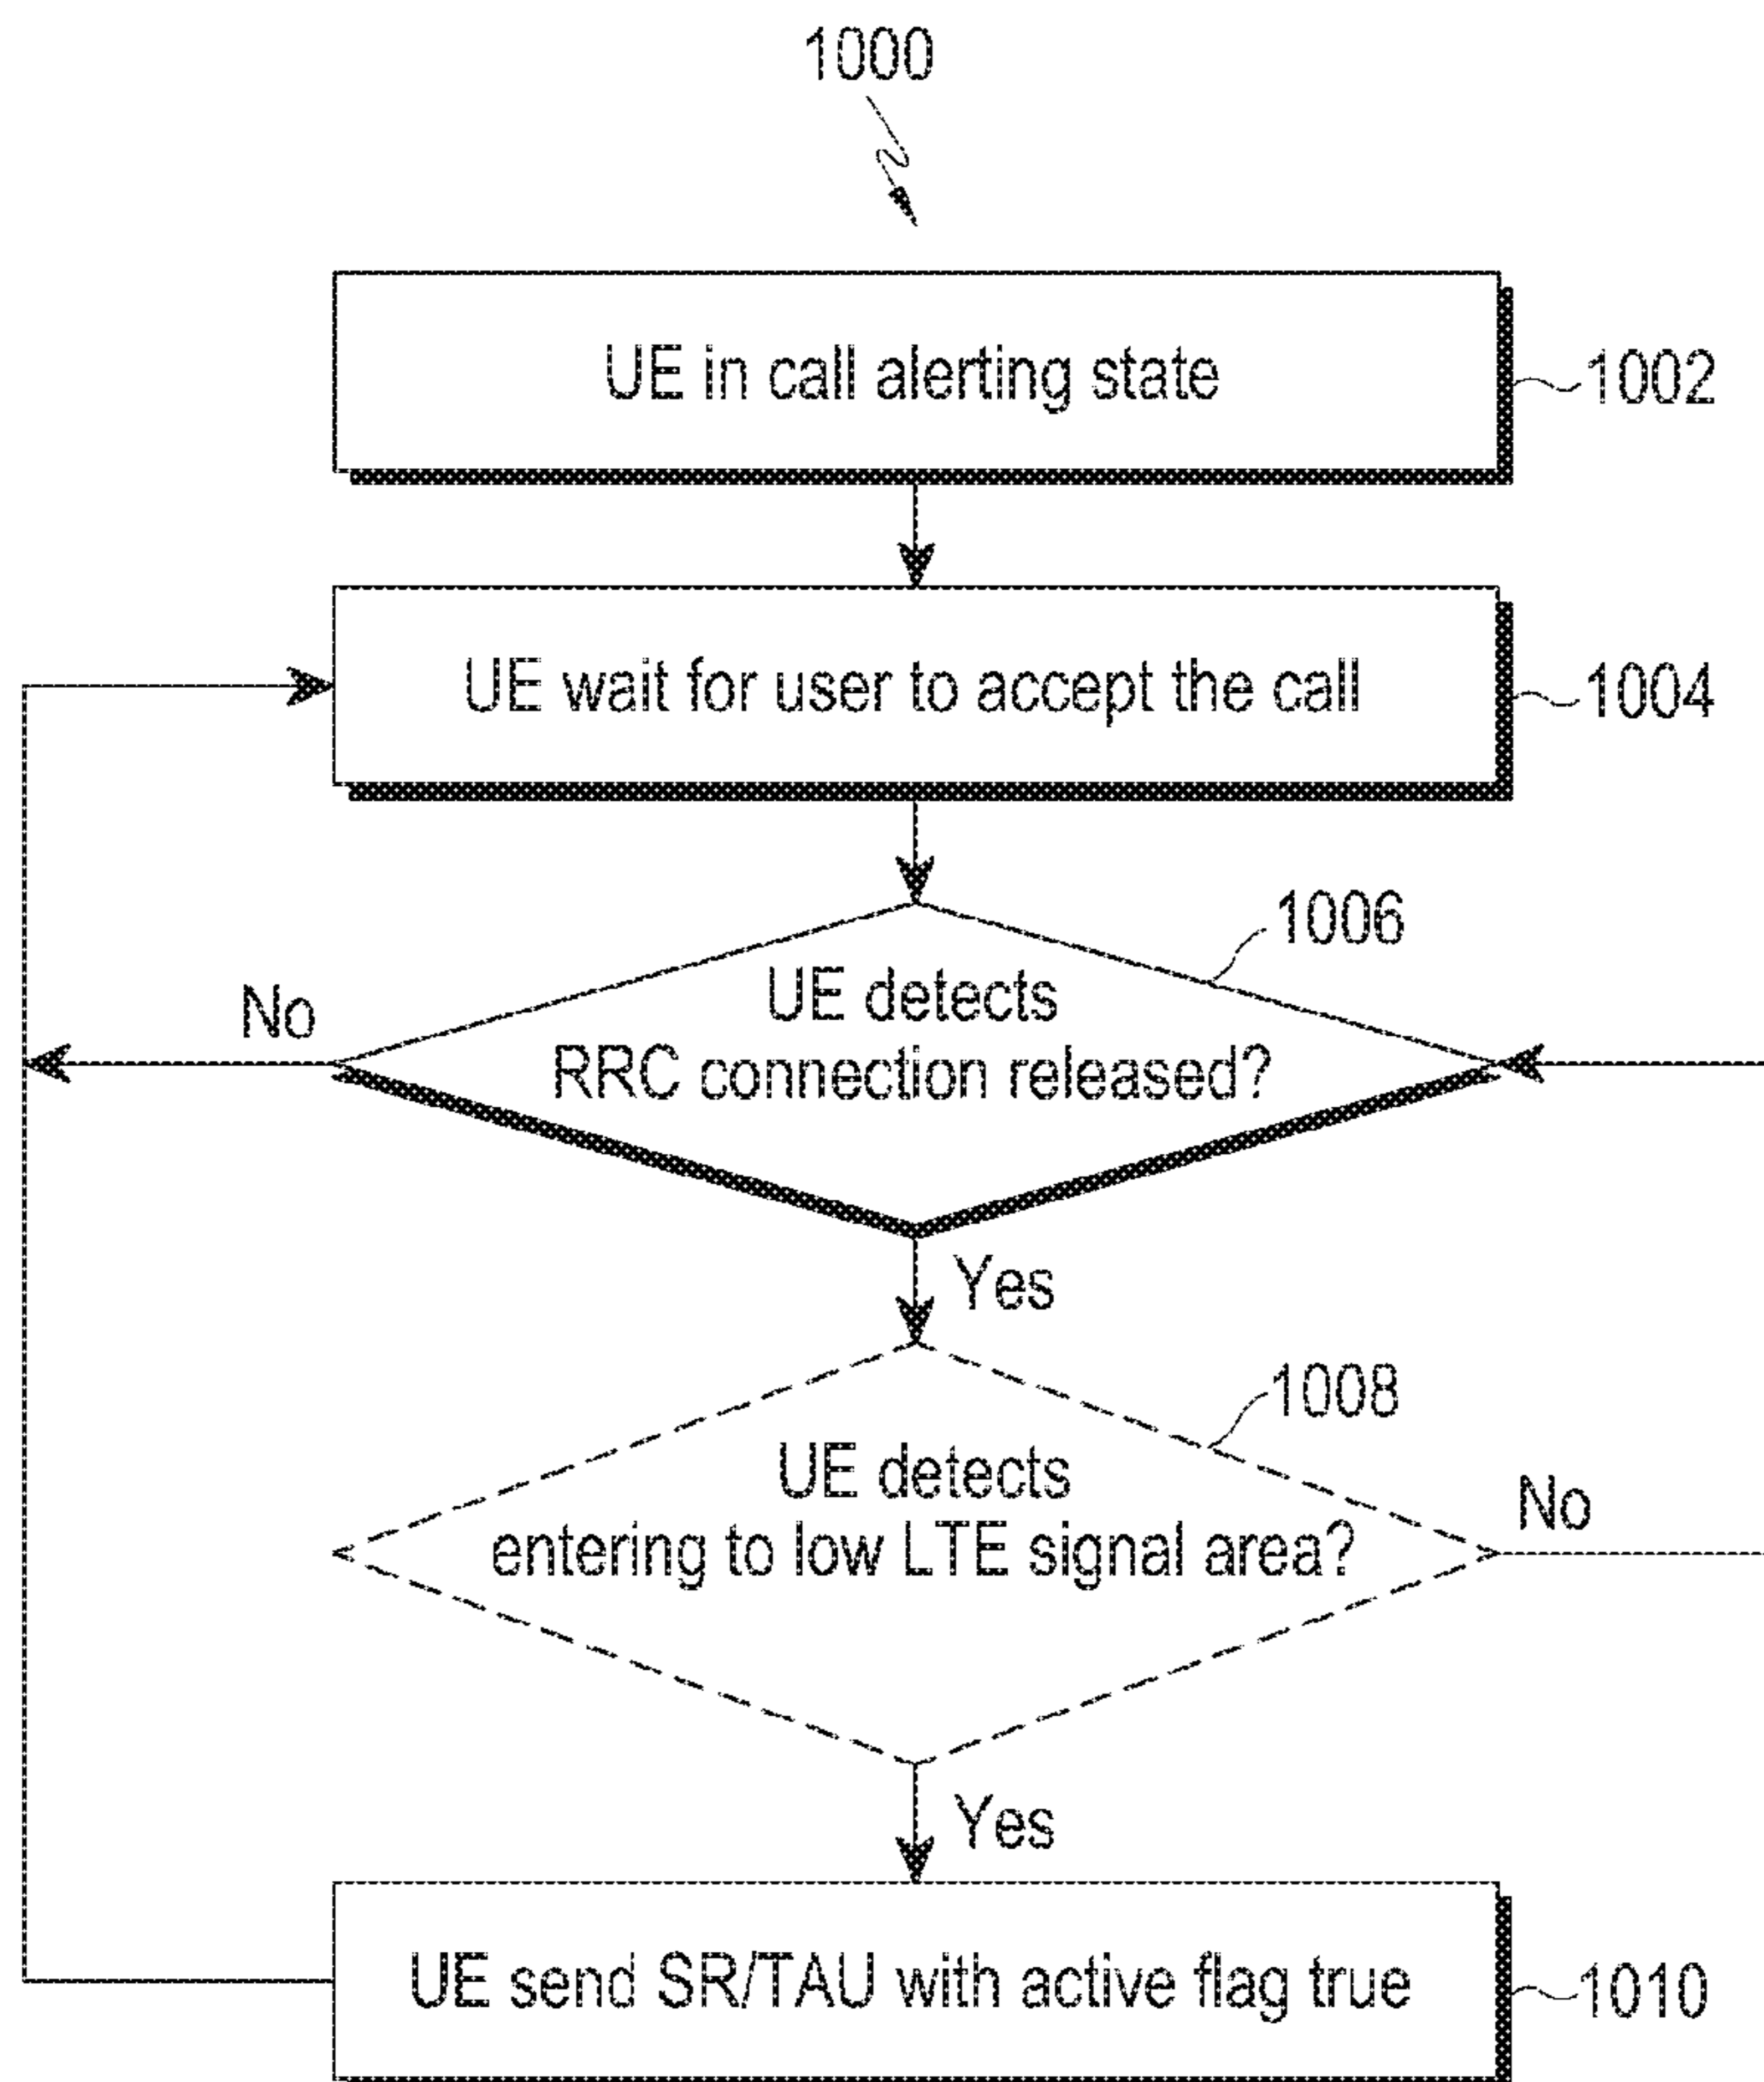 1000
UE in call alerting state
1002
UE wait for user to accept the call
1004
1006
UE detects
RRC connection released?
No
Yes
1008
UE detects
entering to low LTE signal area?
No
Yes
UE send SR/TAU with active flag true
1010